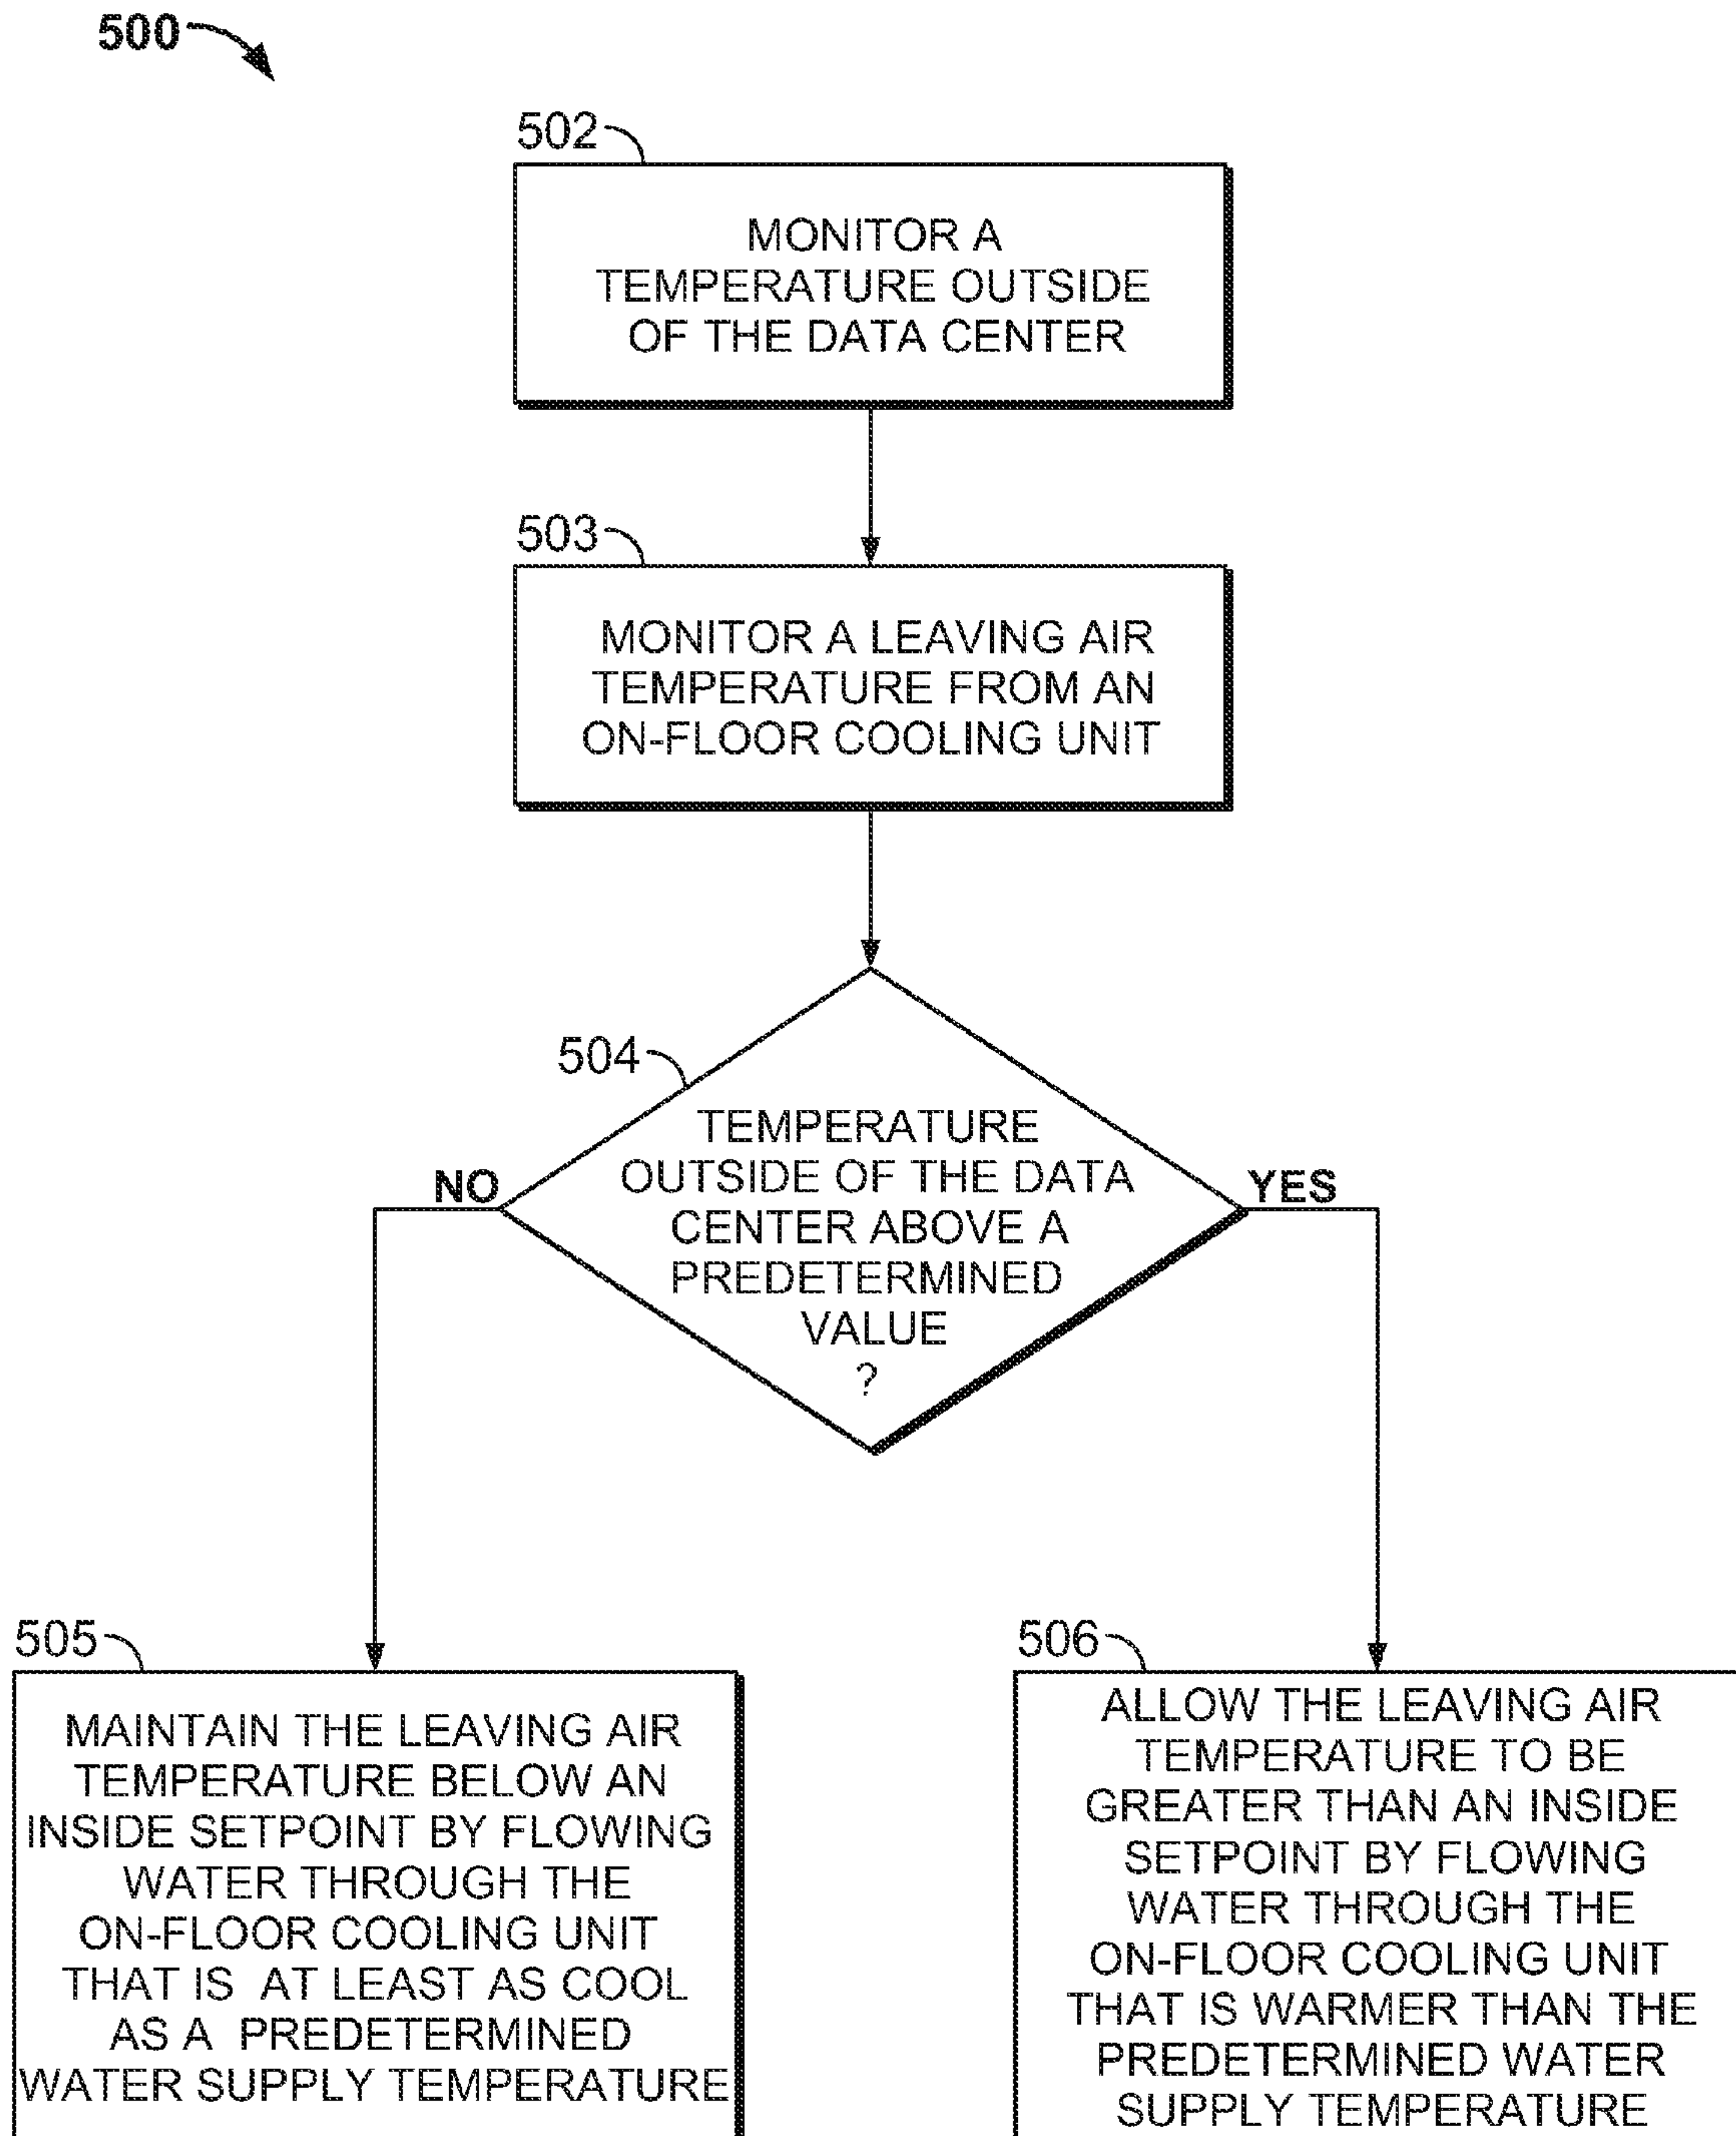 500
502
MONITOR A
TEMPERATURE OUTSIDE
OF THE DATA CENTER
503
MONITOR A LEAVING AIR
TEMPERATURE FROM AN
ON-FLOOR COOLING UNIT
504
TEMPERATURE
OUTSIDE OF THE DATA
CENTER ABOVE A
PREDETERMINED
VALUE
?
NO
YES
505
MAINTAIN THE LEAVING AIR
TEMPERATURE BELOW AN
INSIDE SETPOINT BY FLOWING
WATER THROUGH THE
ON-FLOOR COOLING UNIT
THAT IS AT LEAST AS COOL
AS A PREDETERMINED
WATER SUPPLY TEMPERATURE
506
ALLOW THE LEAVING AIR
TEMPERATURE TO BE
GREATER THAN AN INSIDE
SETPOINT BY FLOWING
WATER THROUGH THE
ON-FLOOR COOLING UNIT
THAT IS WARMER THAN THE
PREDETERMINED WATER
SUPPLY TEMPERATURE